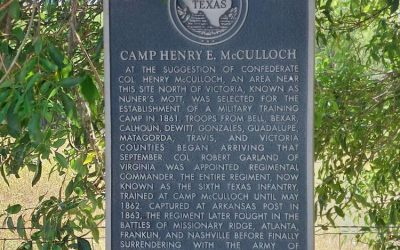 TEXAS
CAMP HENRY E. McCULLOCH
AT THE SUGGESTION OF CONFEDERATE
COL. HENRY McCULLOCH, AN AREA NEAR
THIS SITE NORTH OF VICTORIA, KNOWN AS
NUNER'S MOTT, WAS SELECTED FOR THE
ESTABLISHMENT OF A MILITARY TRAINING
CAMP IN 1861. TROOPS FROM BELL, BEXAR,
CALHOUN, DEWITT, GONZALES, GUADALUPE,
MATAGORDA, TRAVIS, AND VICTORIA
COUNTIES BEGAN ARRIVING THAT
SEPTEMBER. COL. ROBERT GARLAND OF
VIRGINIA WAS APPOINTED REGIMENTAL
COMMANDER. THE ENTIRE REGIMENT, NOW
KNOWN AS THE SIXTH TEXAS INFANTRY,
TRAINED AT CAMP McCULLOCH UNTIL MAY
1862. CAPTURED AT ARKANSAS POST IN
1863, THE REGIMENT LATER FOUGHT IN THE
BATTLES OF MISSIONARY RIDGE, ATLANTA,
FRANKLIN, AND NASHVILLE BEFORE FINALLY
SURRENDERING WITH THE ARMY OF